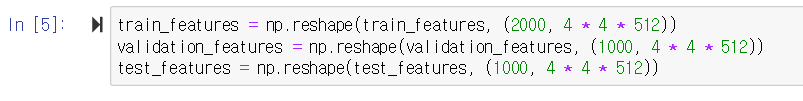 In [5]:
train_features = np.reshape(train_features, (2000, 4 * 4 * 512))
validation_features = np.reshape(validation_features, (1000, 4 * 4 * 512))
test_features = np.reshape(test_features, (1000, 4 * 4 * 512))